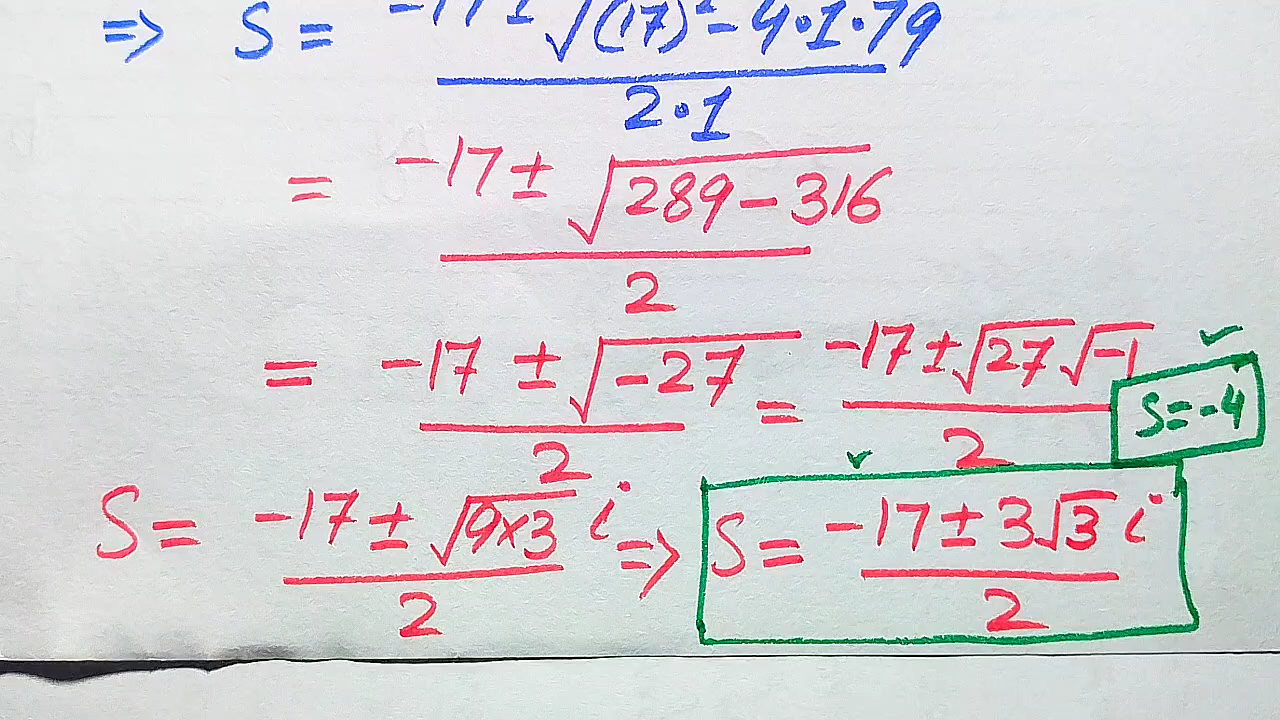 => S = -17 ± √(17)² - 4·1·79 / 2·1
= -17 ± √289 - 316 / 2
= -17 ± √-27 / 2 = -17 ± √27 √-1 / 2
S = -4
S = -17 ± √9×3 i / 2 => S = -17 ± 3√3 i / 2